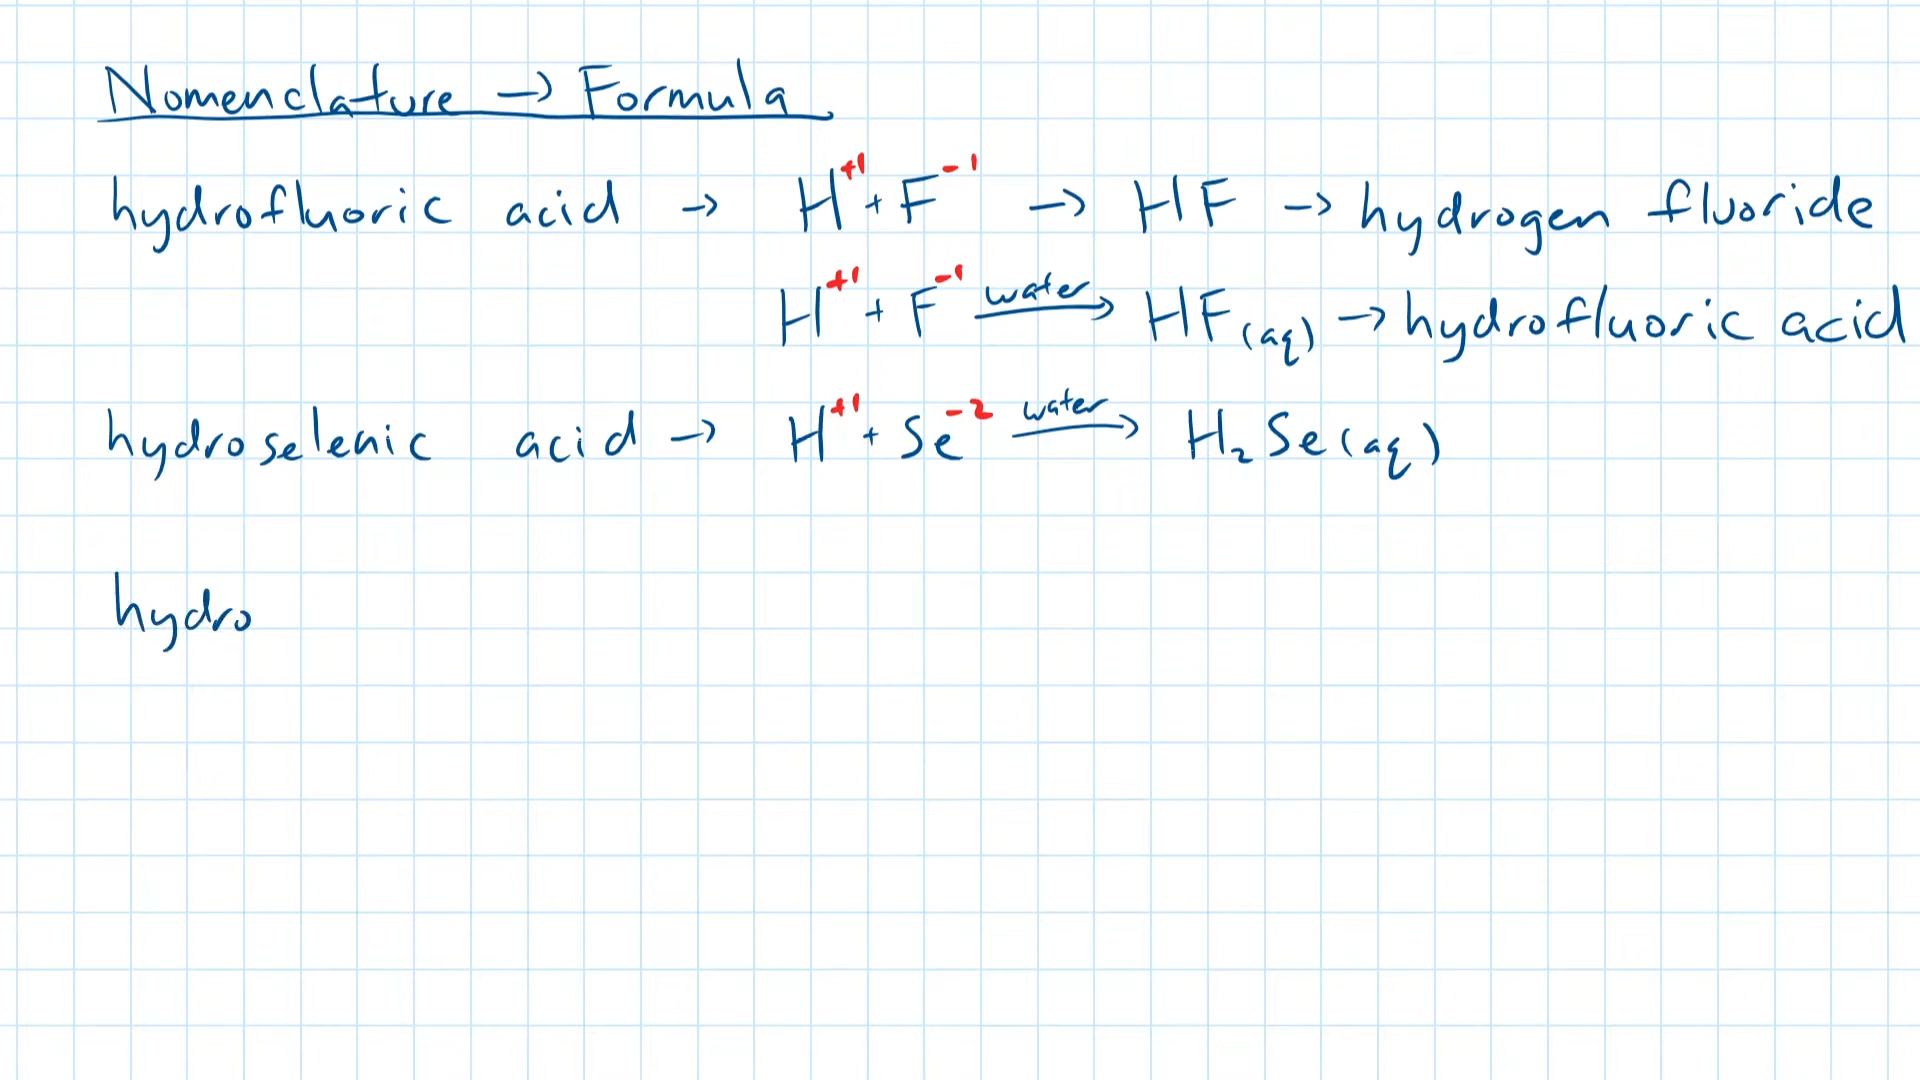 Nomenclature → Formula
hydrofluoric acid → H⁺¹ + F⁻¹ → HF → hydrogen fluoride
H⁺¹ + F⁻¹ water→ HF(aq) → hydrofluoric acid
hydroselenic acid → H⁺¹ + Se⁻² water→ H₂Se(aq)
hydro